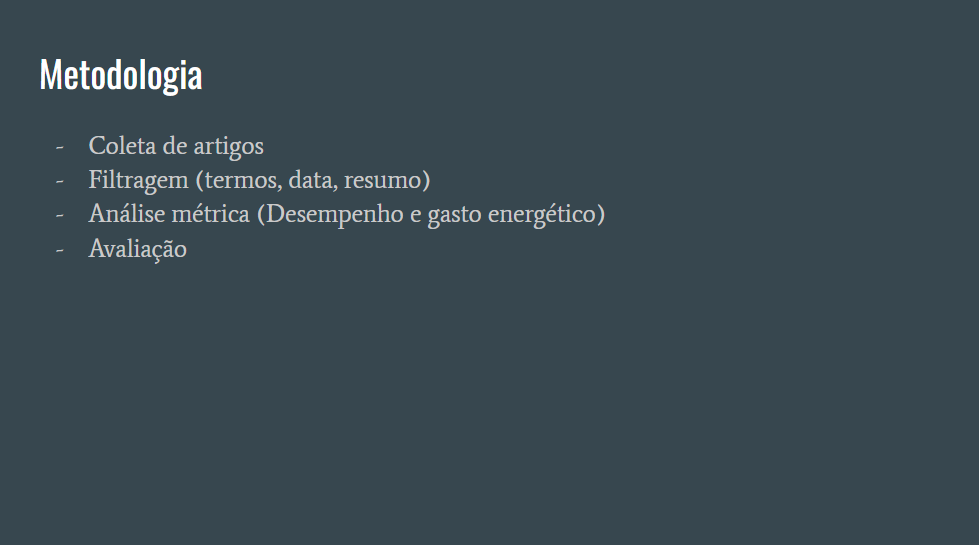 Metodologia
- Coleta de artigos
- Filtragem (termos, data, resumo)
- Análise métrica (Desempenho e gasto energético)
- Avaliação